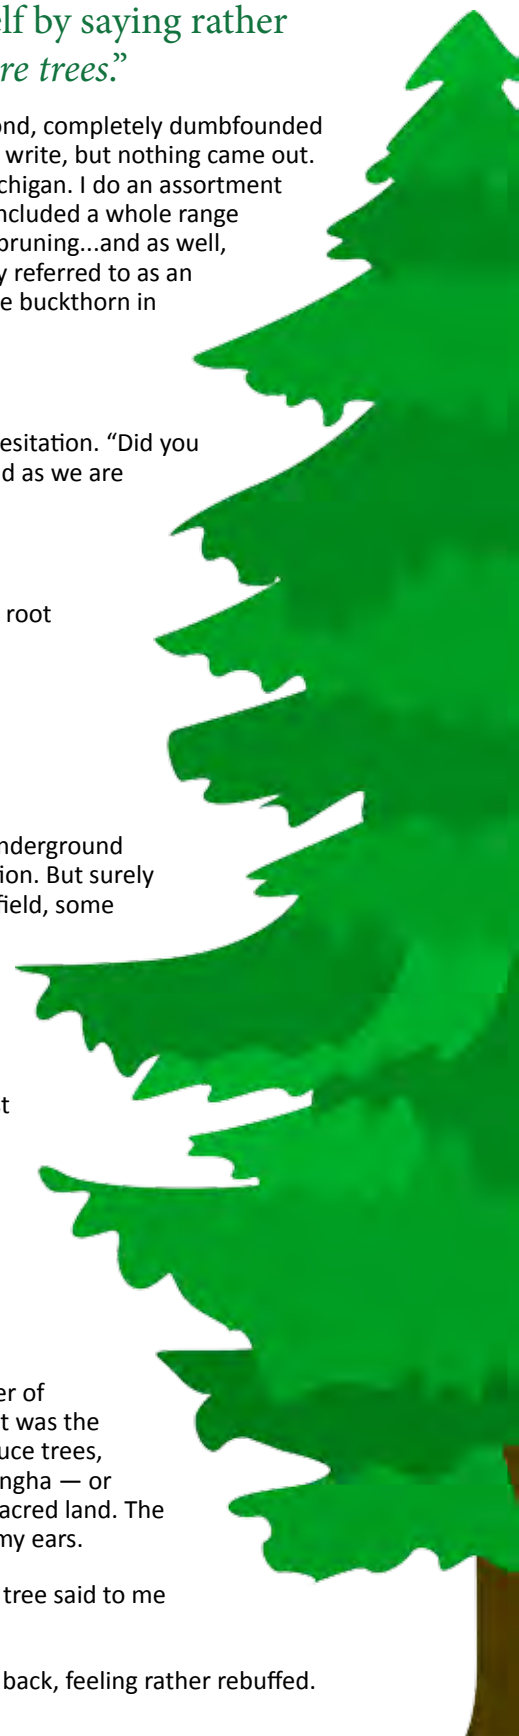 elf by saying rather
re trees.”
ond, completely dumbfounded
write, but nothing came out.
chigan. I do an assortment
ncluded a whole range
pruning...and as well,
y referred to as an
e buckthorn in
esitation. “Did you
d as we are
root
nderground
ion. But surely
field, some
t
er of
t was the
uce trees,
ngha — or
acred land. The
my ears.
tree said to me
back, feeling rather rebuffed.